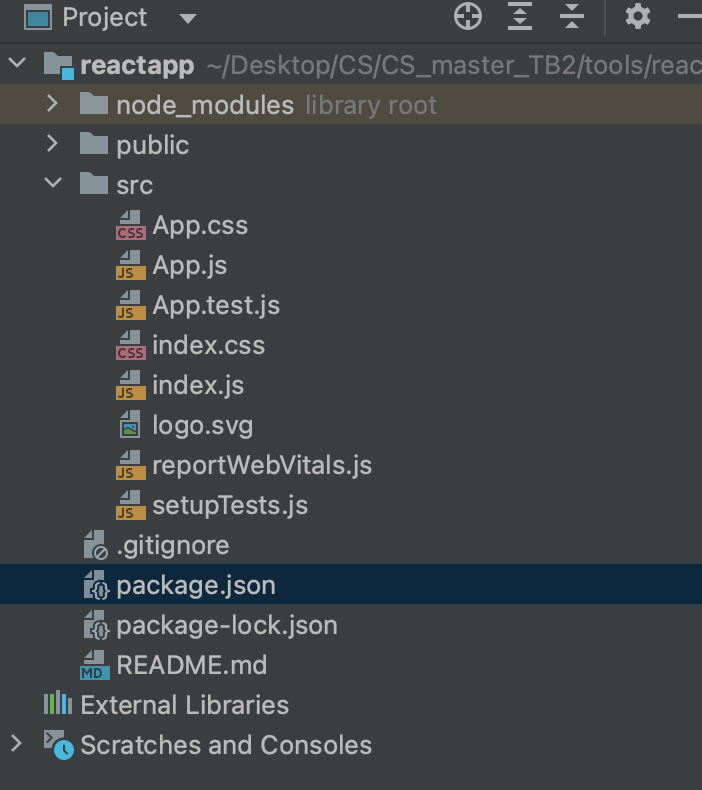 Project
reactapp ~/Desktop/CS/CS_master_TB2/tools/reac
node_modules library root
public
src
CSS App.css
JS App.js
JS App.test.js
CSS index.css
JS index.js
logo.svg
JS reportWebVitals.js
JS setupTests.js
.gitignore
package.json
package-lock.json
MD README.md
External Libraries
Scratches and Consoles